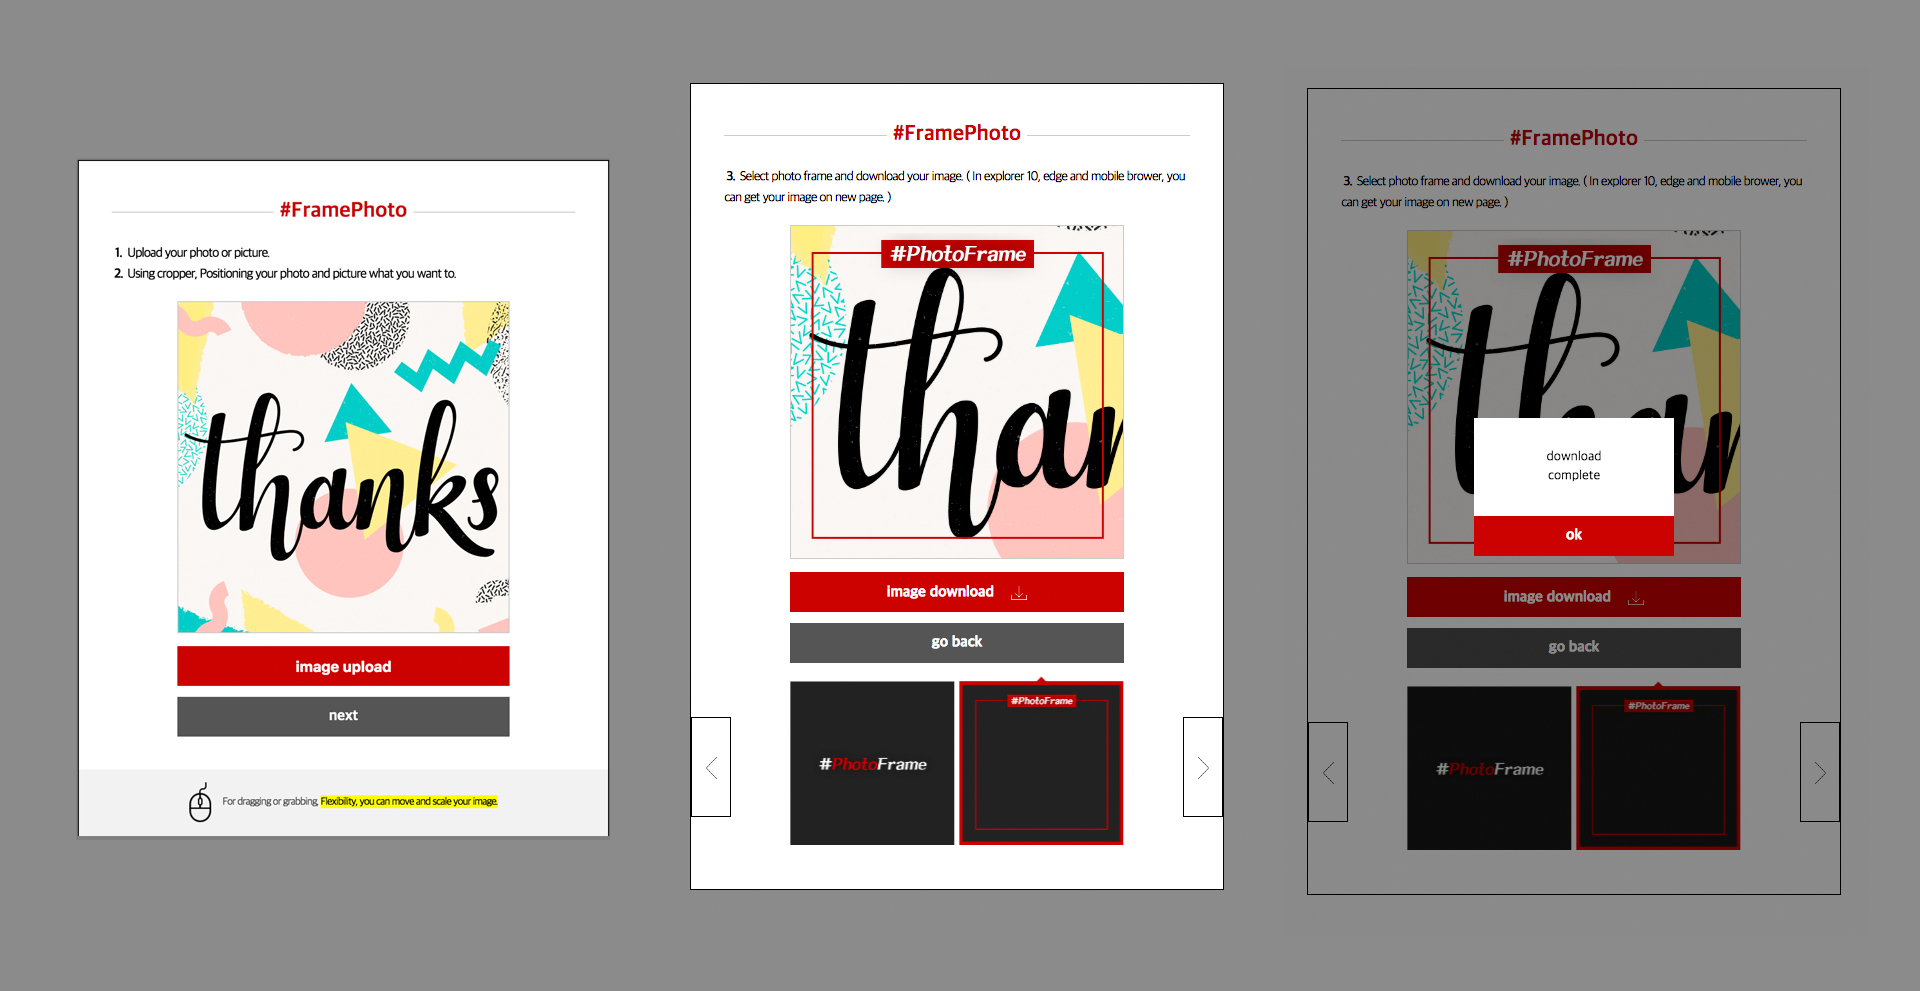 #FramePhoto
1. Upload your photo or picture.
2. Using cropper, Positioning your photo and picture what you want to.
thanks
image upload
next
For dragging or grabbing, Flexibility, you can move and scale your image.
#FramePhoto
3. Select photo frame and download your image. ( In explorer 10, edge and mobile brower, you
can get your image on new page. )
#PhotoFrame
than
image download
go back
#PhotoFrame
#PhotoFrame
#FramePhoto
3. Select photo frame and download your image. ( In explorer 10, edge and mobile brower, you
can get your image on new page. )
#PhotoFrame
than
download
complete
ok
image download
go back
#PhotoFrame
#PhotoFrame